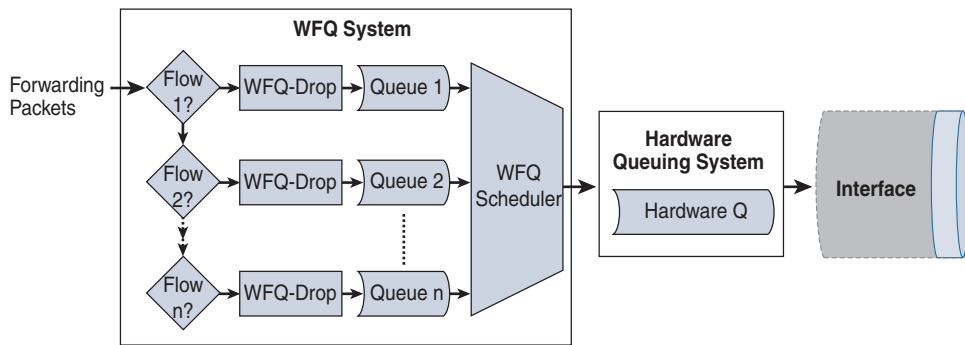 WFQ System
Forwarding
Packets
Flow
1?
WFQ-Drop
Queue 1
Flow
2?
WFQ-Drop
Queue 2
Flow
n?
WFQ-Drop
Queue n
WFQ
Scheduler
Hardware
Queuing System
Hardware Q
Interface